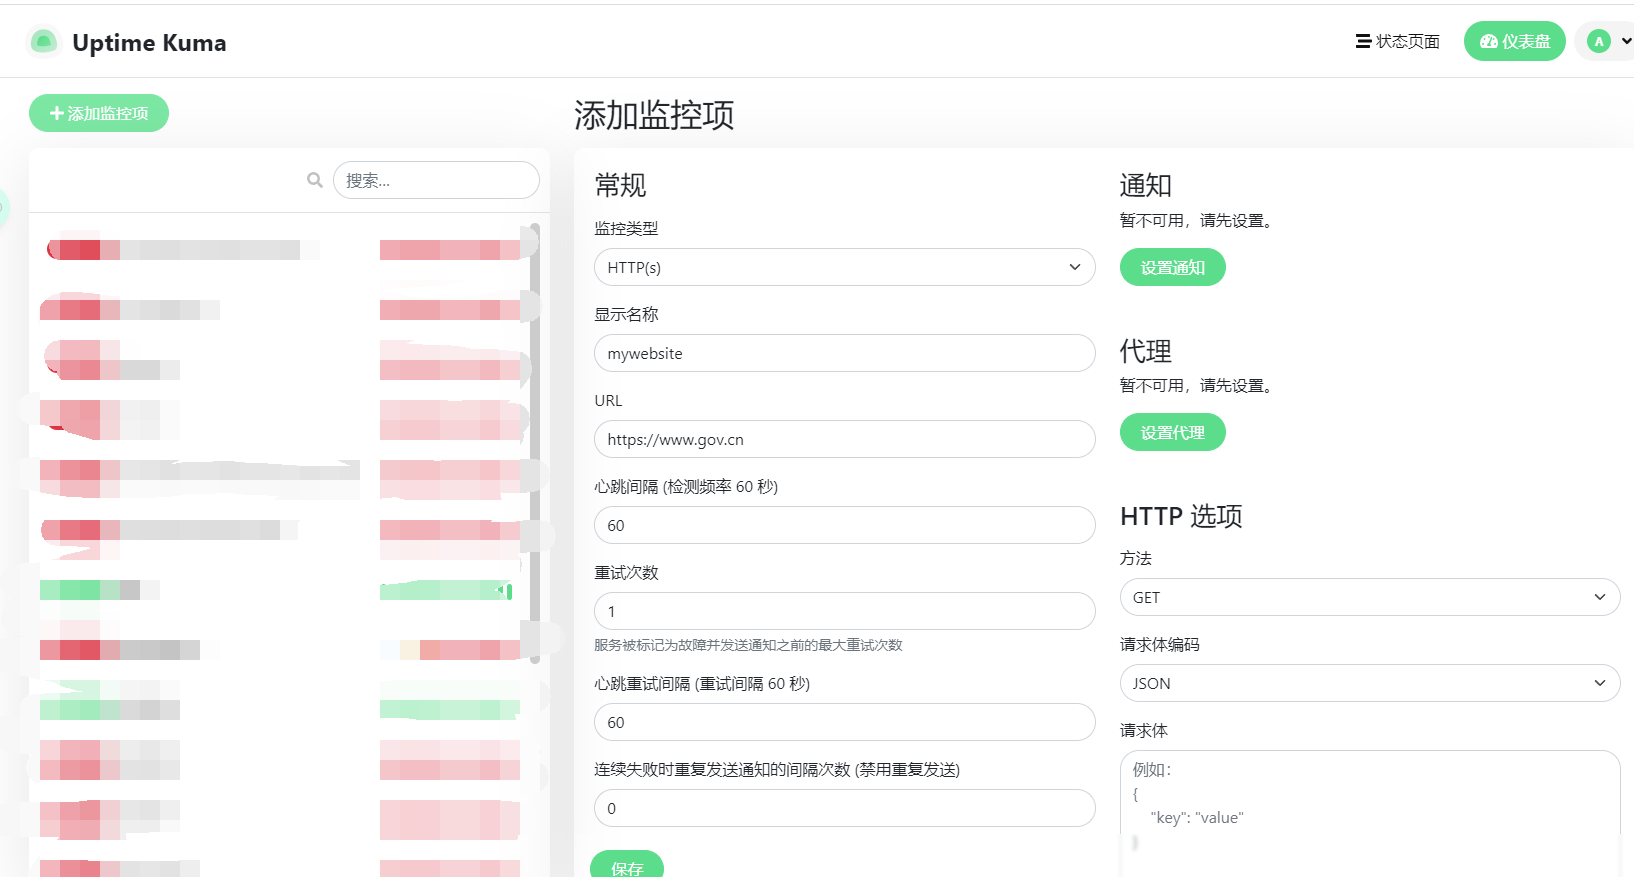 Uptime Kuma
状态页面
仪表盘
A
添加监控项
搜索...
添加监控项
常规
监控类型
HTTP(s)
显示名称
mywebsite
URL
https://www.gov.cn
心跳间隔 (检测频率 60 秒)
60
重试次数
1
服务被标记为故障并发送通知之前的最大重试次数
心跳重试间隔 (重试间隔 60 秒)
60
连续失败时重复发送通知的间隔次数 (禁用重复发送)
0
保存
通知
暂不可用，请先设置。
设置通知
代理
暂不可用，请先设置。
设置代理
HTTP 选项
方法
GET
请求体编码
JSON
请求体
例如：
{
"key": "value"
}